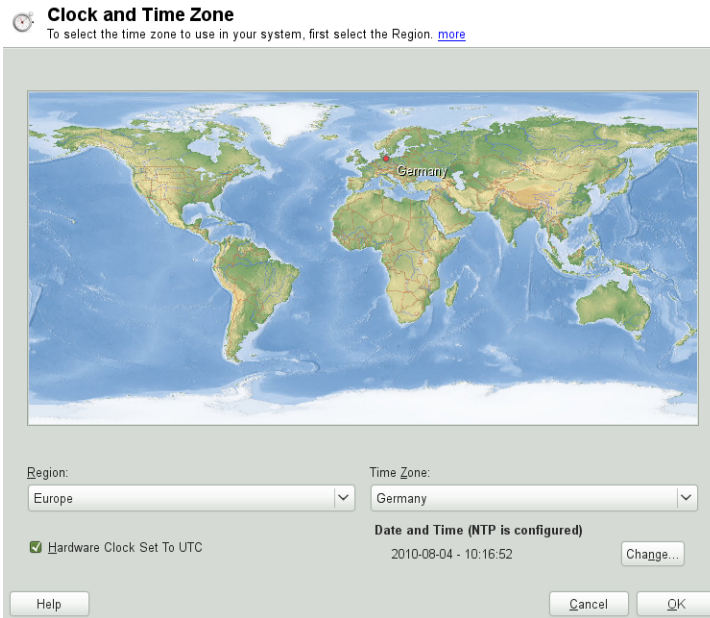 Clock and Time Zone
To select the time zone to use in your system, first select the Region. more
Germany
Region:
Time Zone:
Europe
Germany
Hardware Clock Set To UTC
Date and Time (NTP is configured)
2010-08-04 - 10:16:52
Change...
Help
Cancel
OK